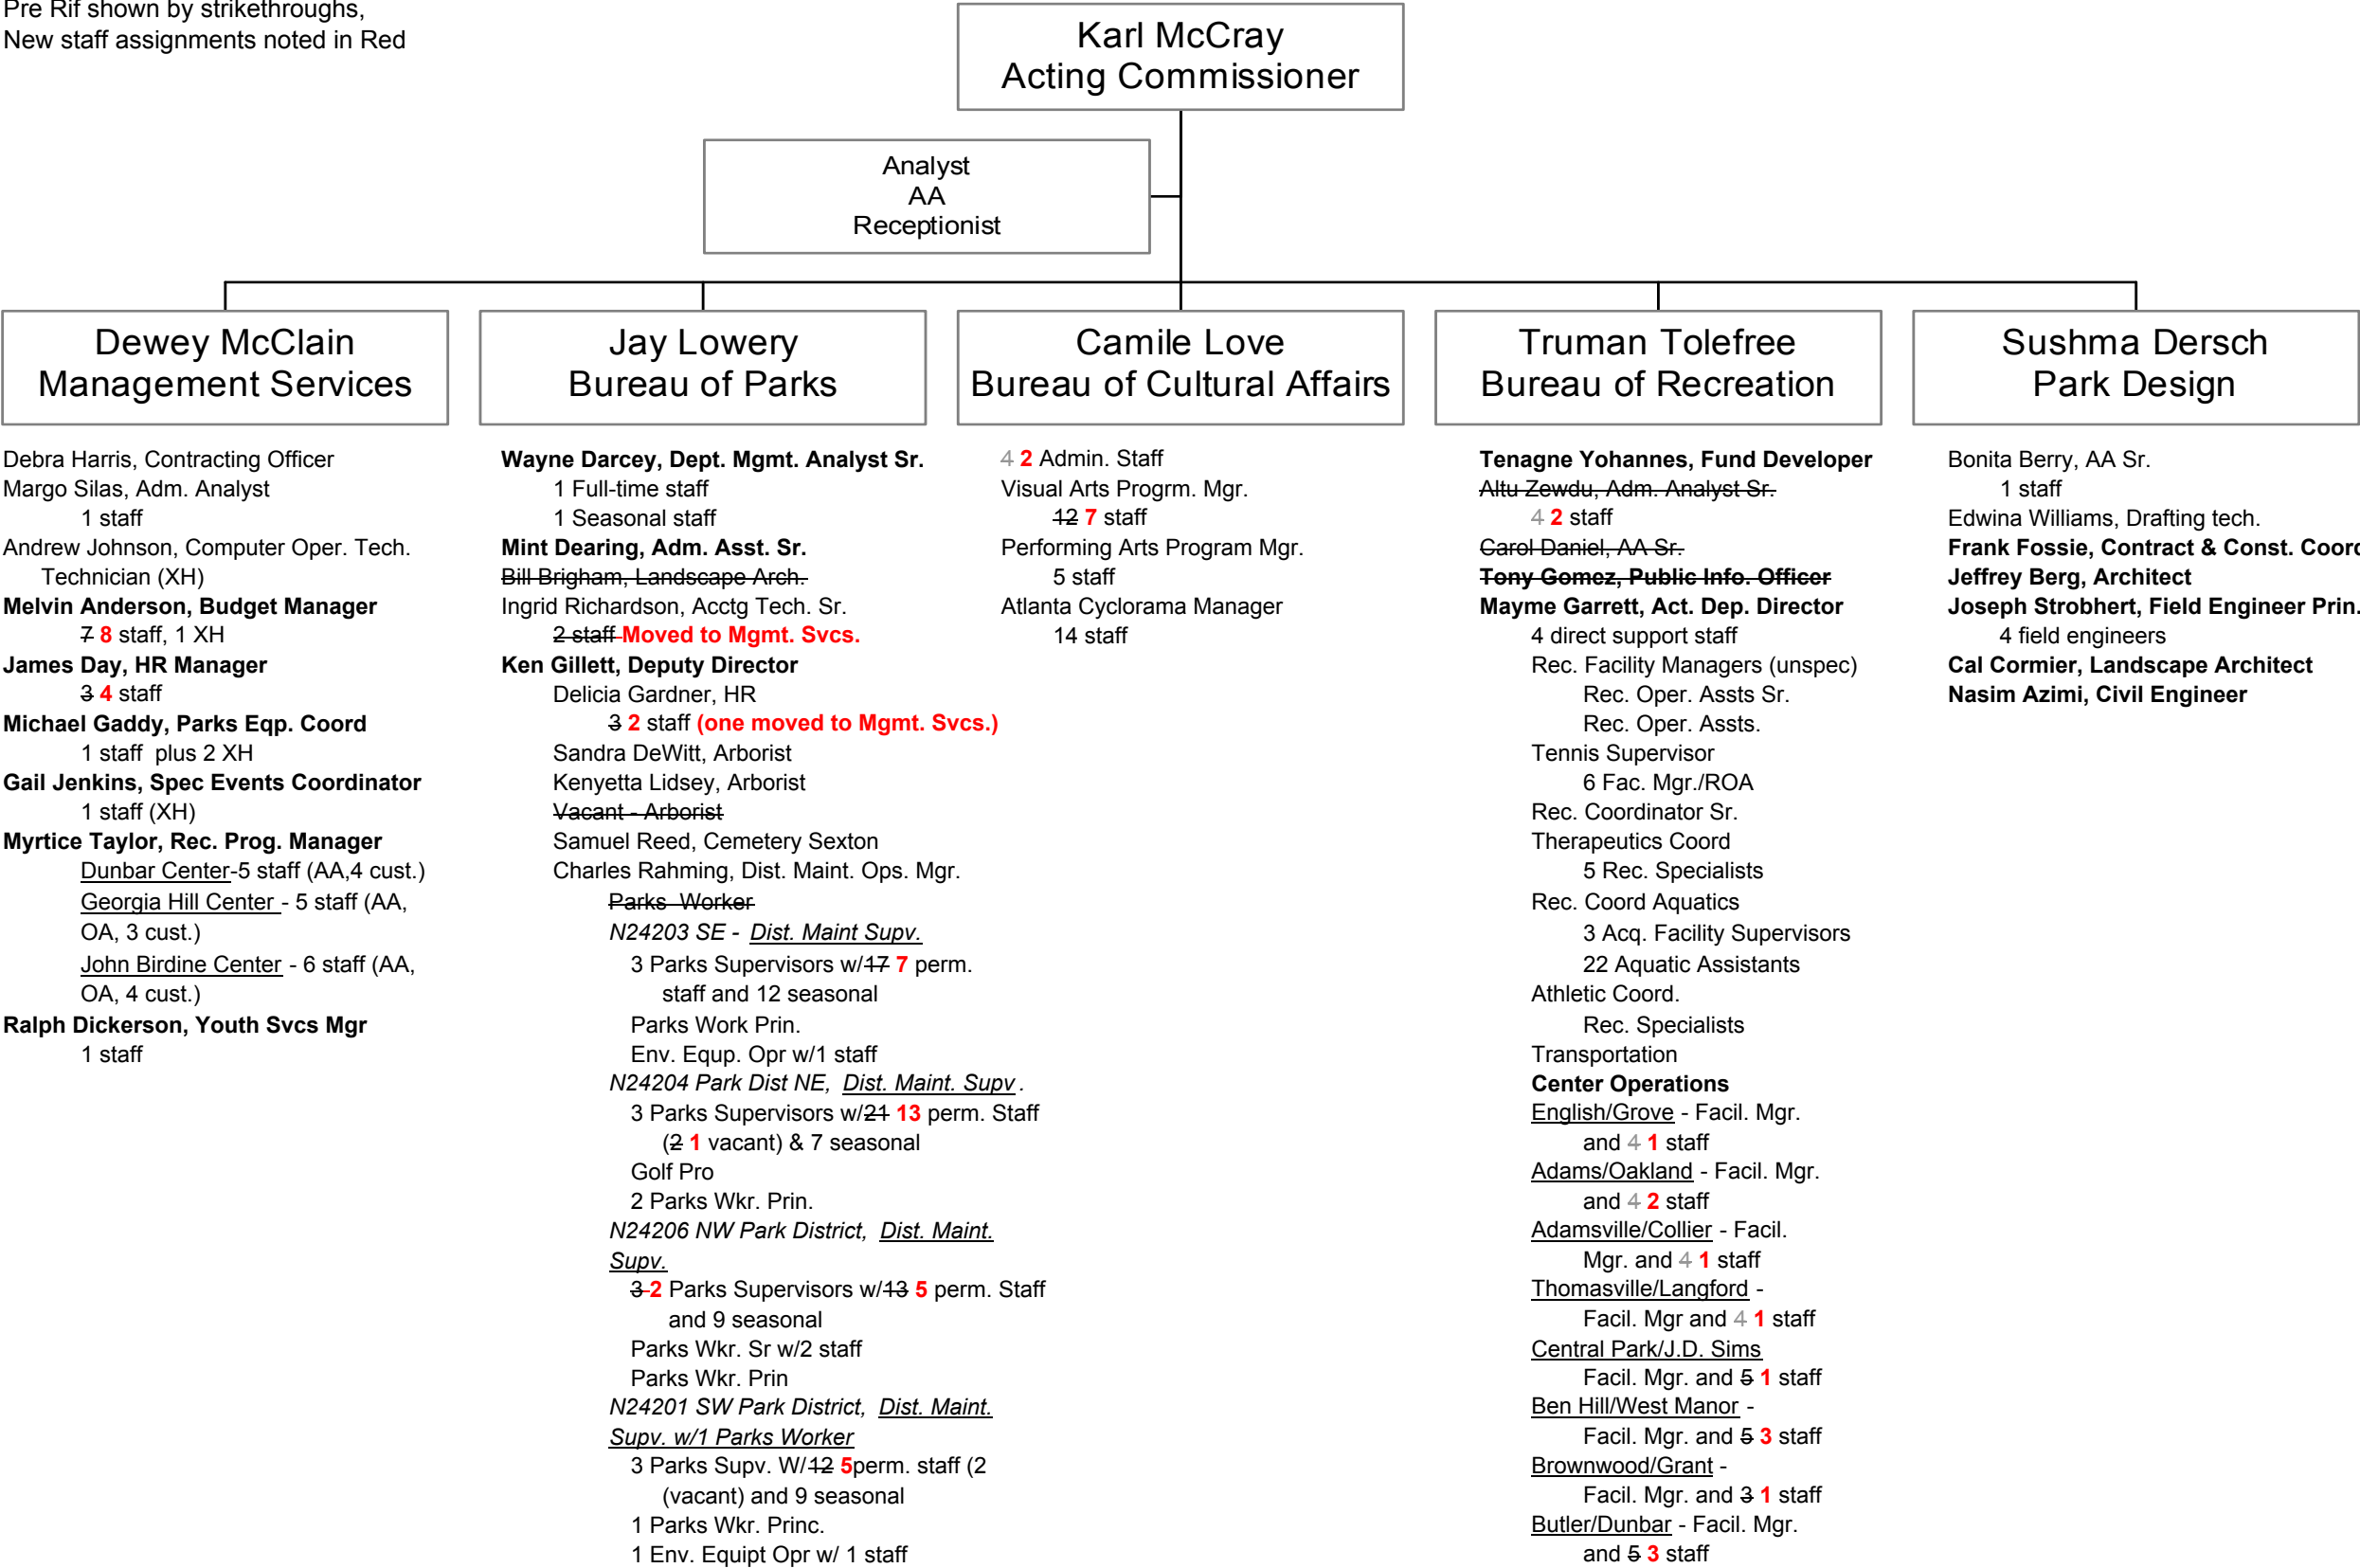 Pre Rif shown by strikethroughs,
New staff assignments noted in Red
Karl McCray
Acting Commissioner
Analyst
AA
Receptionist
Dewey McClain
Management Services
Debra Harris, Contracting Officer
Margo Silas, Adm. Analyst
1 staff
Andrew Johnson, Computer Oper. Tech.
Technician (XH)
Melvin Anderson, Budget Manager
7 8 staff, 1 XH
James Day, HR Manager
3 4 staff
Michael Gaddy, Parks Eqp. Coord
1 staff plus 2 XH
Gail Jenkins, Spec Events Coordinator
1 staff (XH)
Myrtice Taylor, Rec. Prog. Manager
Dunbar Center-5 staff (AA,4 cust.)
Georgia Hill Center - 5 staff (AA,
OA, 3 cust.)
John Birdine Center - 6 staff (AA,
OA, 4 cust.)
Ralph Dickerson, Youth Svcs Mgr
1 staff
Jay Lowery
Bureau of Parks
Wayne Darcey, Dept. Mgmt. Analyst Sr.
1 Full-time staff
1 Seasonal staff
Mint Dearing, Adm. Asst. Sr.
Bill Brigham, Landscape Arch.
Ingrid Richardson, Acctg Tech. Sr.
2 staff Moved to Mgmt. Svcs.
Ken Gillett, Deputy Director
Delicia Gardner, HR
3 2 staff (one moved to Mgmt. Svcs.)
Sandra DeWitt, Arborist
Kenyetta Lidsey, Arborist
Vacant - Arborist
Samuel Reed, Cemetery Sexton
Charles Rahming, Dist. Maint. Ops. Mgr.
Parks Worker
N24203 SE - Dist. Maint Supv.
3 Parks Supervisors w/17 7 perm.
staff and 12 seasonal
Parks Work Prin.
Env. Equp. Opr w/1 staff
N24204 Park Dist NE, Dist. Maint. Supv .
3 Parks Supervisors w/21 13 perm. Staff
(2 1 vacant) & 7 seasonal
Golf Pro
2 Parks Wkr. Prin.
N24206 NW Park District, Dist. Maint.
Supv.
3 2 Parks Supervisors w/13 5 perm. Staff
and 9 seasonal
Parks Wkr. Sr w/2 staff
Parks Wkr. Prin
N24201 SW Park District, Dist. Maint.
Supv. w/1 Parks Worker
3 Parks Supv. W/12 5perm. staff (2
(vacant) and 9 seasonal
1 Parks Wkr. Princ.
1 Env. Equipt Opr w/ 1 staff
Camile Love
Bureau of Cultural Affairs
4 2 Admin. Staff
Visual Arts Progrm. Mgr.
12 7 staff
Performing Arts Program Mgr.
5 staff
Atlanta Cyclorama Manager
14 staff
Truman Tolefree
Bureau of Recreation
Tenagne Yohannes, Fund Developer
Altu Zewdu, Adm. Analyst Sr.
4 2 staff
Carol Daniel, AA Sr.
Tony Gomez, Public Info. Officer
Mayme Garrett, Act. Dep. Director
4 direct support staff
Rec. Facility Managers (unspec)
Rec. Oper. Assts Sr.
Rec. Oper. Assts.
Tennis Supervisor
6 Fac. Mgr./ROA
Rec. Coordinator Sr.
Therapeutics Coord
5 Rec. Specialists
Rec. Coord Aquatics
3 Acq. Facility Supervisors
22 Aquatic Assistants
Athletic Coord.
Rec. Specialists
Transportation
Center Operations
English/Grove - Facil. Mgr.
and 4 1 staff
Adams/Oakland - Facil. Mgr.
and 4 2 staff
Adamsville/Collier - Facil.
Mgr. and 4 1 staff
Thomasville/Langford -
Facil. Mgr and 4 1 staff
Central Park/J.D. Sims
Facil. Mgr. and 5 1 staff
Ben Hill/West Manor -
Facil. Mgr. and 5 3 staff
Brownwood/Grant -
Facil. Mgr. and 3 1 staff
Butler/Dunbar - Facil. Mgr.
and 5 3 staff
Sushma Dersch
Park Design
Bonita Berry, AA Sr.
1 staff
Edwina Williams, Drafting tech.
Frank Fossie, Contract & Const. Coord
Jeffrey Berg, Architect
Joseph Strobhert, Field Engineer Prin.
4 field engineers
Cal Cormier, Landscape Architect
Nasim Azimi, Civil Engineer